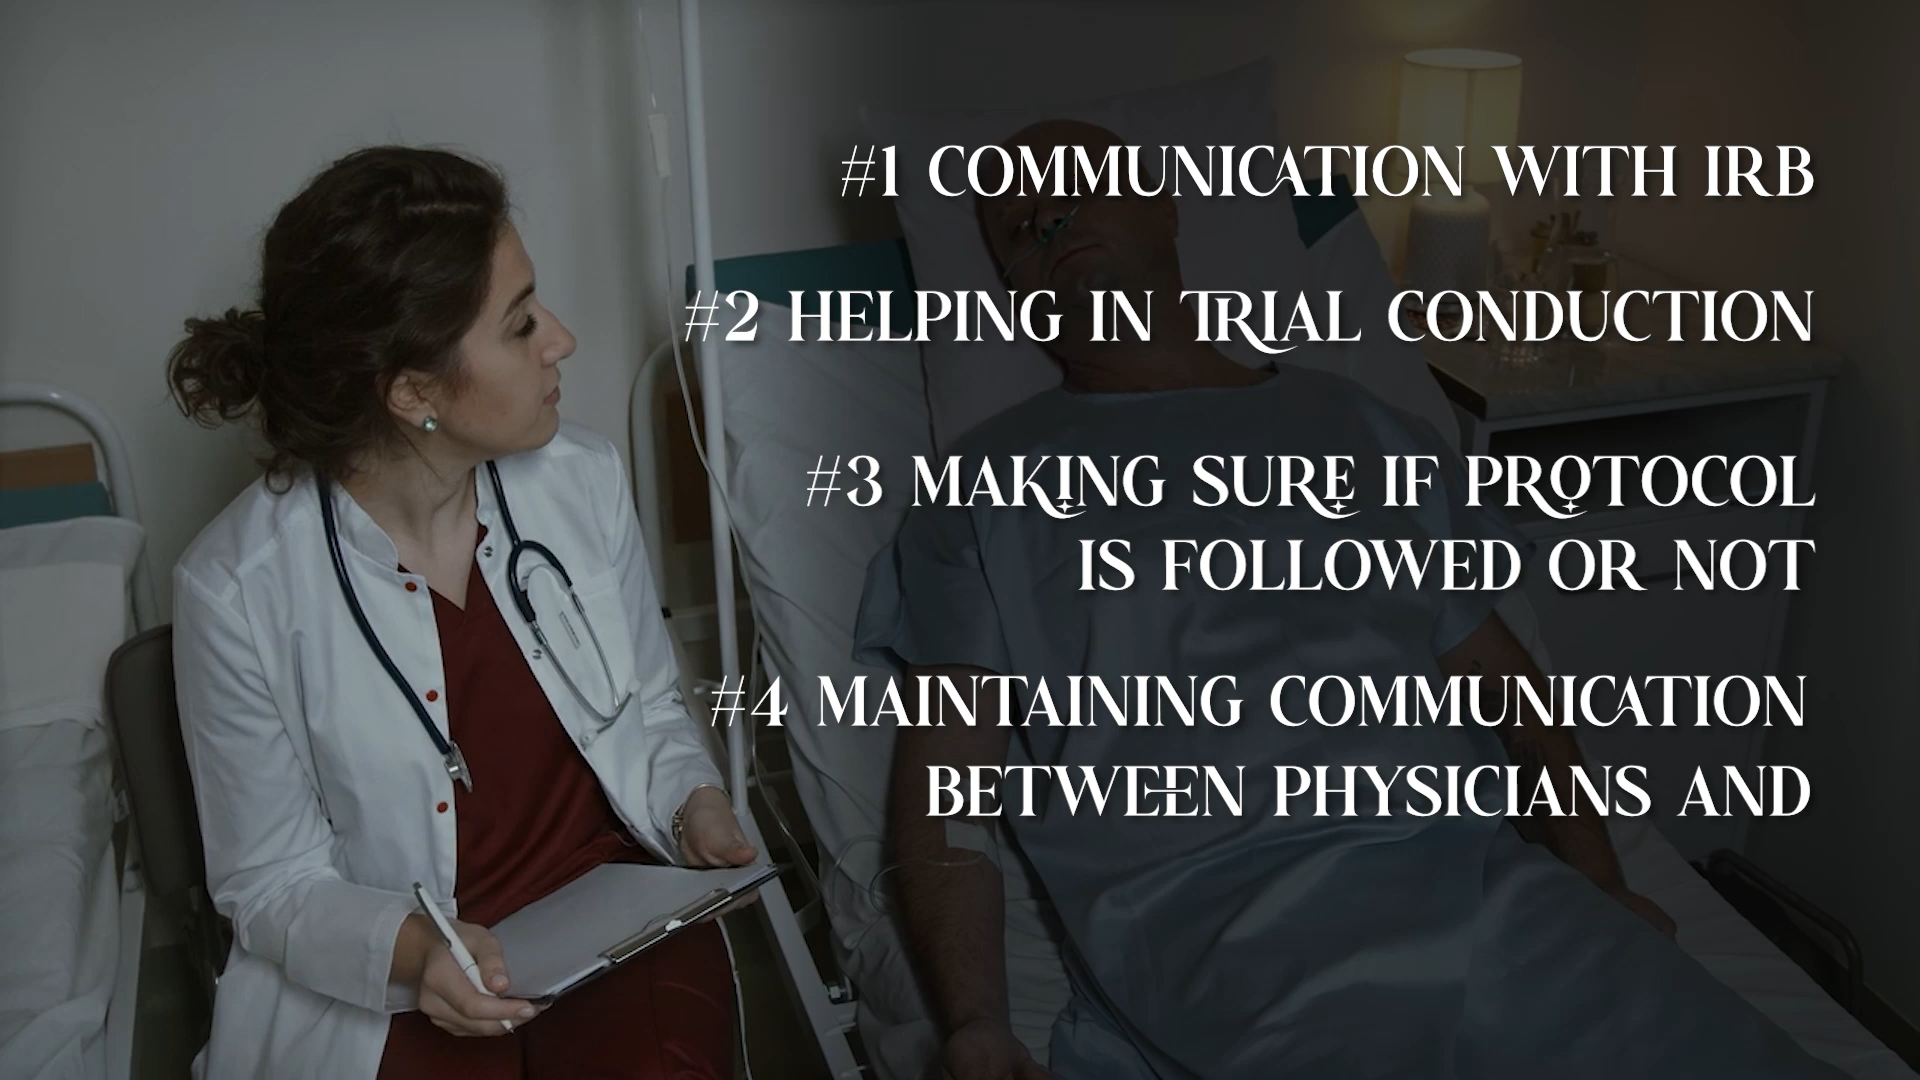 #1 COMMUNICATION WITH IRB
#2 HELPING IN TRIAL CONDUCTION
#3 MAKING SURE IF PROTOCOL
IS FOLLOWED OR NOT
#4 MAINTAINING COMMUNICATION
BETWEEN PHYSICIANS AND